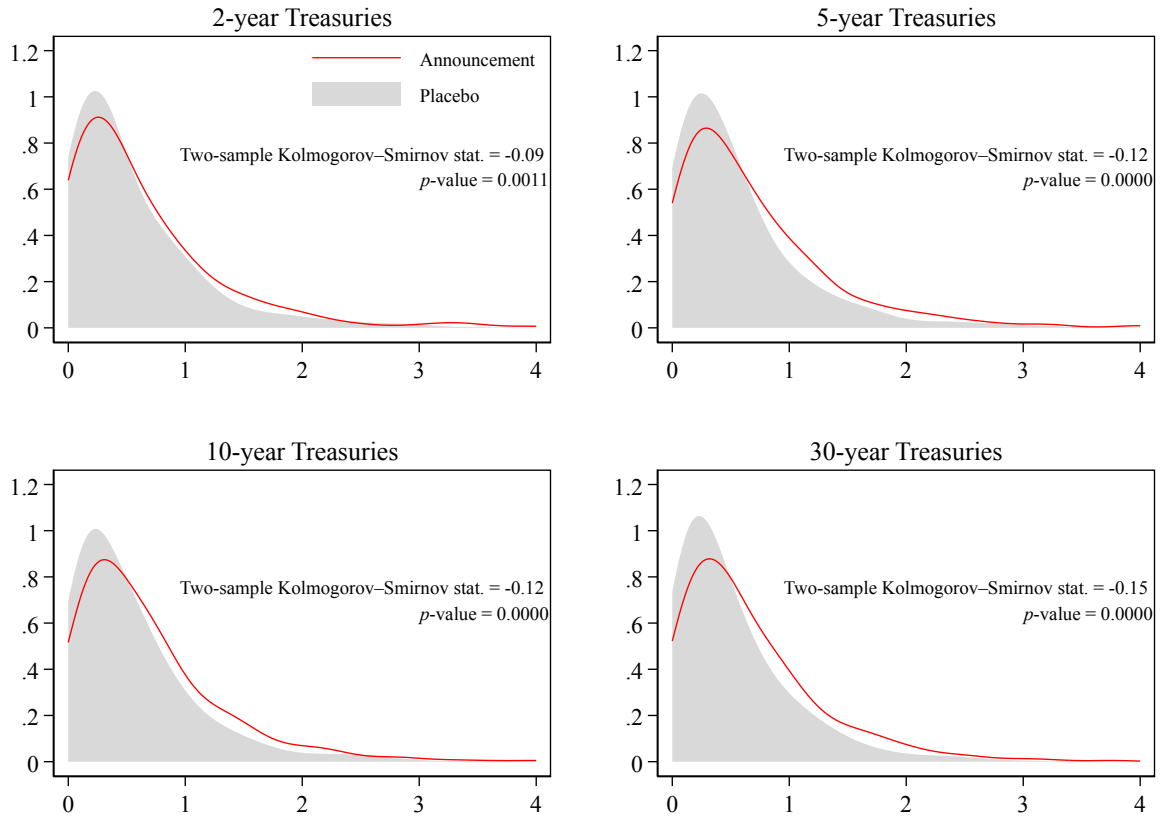 2-year Treasuries
1.2
1
.8
.6
.4
.2
0
0 1 2 3 4
Announcement
Placebo
Two-sample Kolmogorov–Smirnov stat. = -0.09
p-value = 0.0011
5-year Treasuries
1.2
1
.8
.6
.4
.2
0
0 1 2 3 4
Two-sample Kolmogorov–Smirnov stat. = -0.12
p-value = 0.0000
10-year Treasuries
1.2
1
.8
.6
.4
.2
0
0 1 2 3 4
Two-sample Kolmogorov–Smirnov stat. = -0.12
p-value = 0.0000
30-year Treasuries
1.2
1
.8
.6
.4
.2
0
0 1 2 3 4
Two-sample Kolmogorov–Smirnov stat. = -0.15
p-value = 0.0000